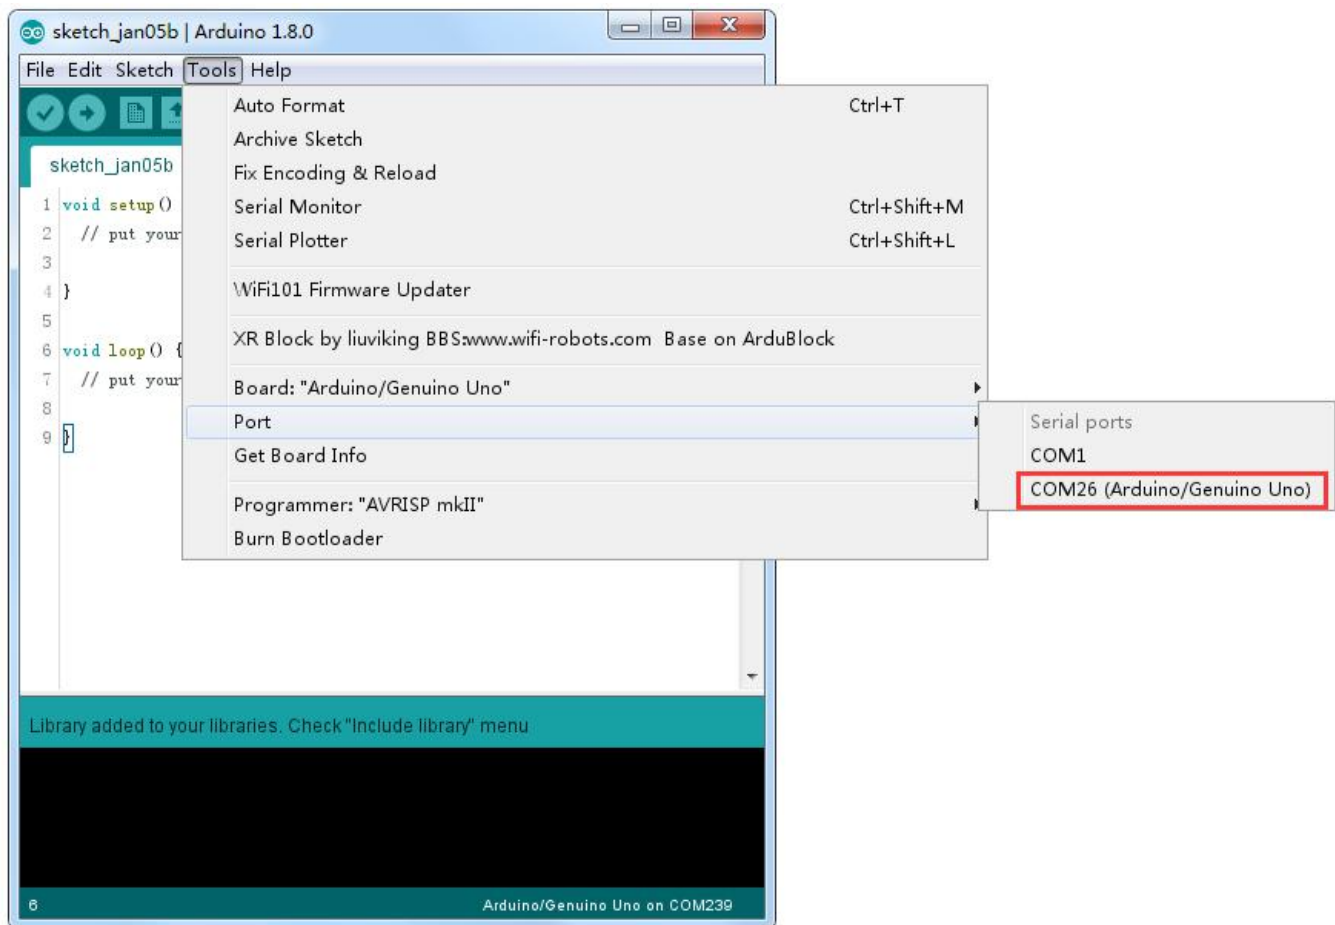 sketch_jan05b | Arduino 1.8.0
File Edit Sketch Tools Help
Auto Format Ctrl+T
Archive Sketch
Fix Encoding & Reload
Serial Monitor Ctrl+Shift+M
Serial Plotter Ctrl+Shift+L
WiFi101 Firmware Updater
XR Block by liuviking BBS:www.wifi-robots.com Base on ArduBlock
Board: "Arduino/Genuino Uno"
Port
Get Board Info
Programmer: "AVRISP mkII"
Burn Bootloader
Serial ports
COM1
COM26 (Arduino/Genuino Uno)
sketch_jan05b
1 void setup()
2 // put your
3
4 }
5
6 void loop() {
7 // put your
8
9 }
Library added to your libraries. Check "Include library" menu
6 Arduino/Genuino Uno on COM239